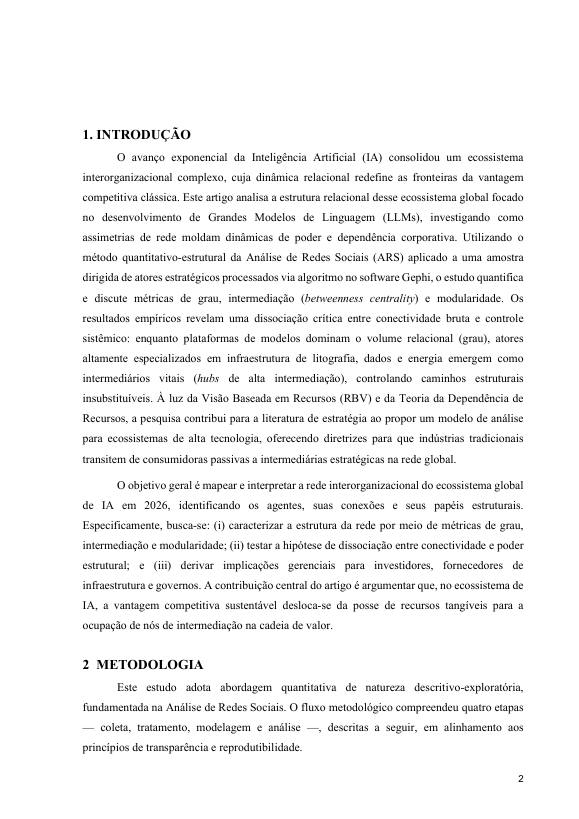 1. INTRODUÇÃO
O avanço exponencial da Inteligência Artificial (IA) consolidou um ecossistema
interorganizacional complexo, cuja dinâmica relacional redefine as fronteiras da vantagem
competitiva clássica. Este artigo analisa a estrutura relacional desse ecossistema global focado
no desenvolvimento de Grandes Modelos de Linguagem (LLMs), investigando como
assimetrias de rede moldam dinâmicas de poder e dependência corporativa. Utilizando o
método quantitativo-estrutural da Análise de Redes Sociais (ARS) aplicado a uma amostra
dirigida de atores estratégicos processados via algoritmo no software Gephi, o estudo quantifica
e discute métricas de grau, intermediação (betweenness centrality) e modularidade. Os
resultados empíricos revelam uma dissociação crítica entre conectividade bruta e controle
sistêmico: enquanto plataformas de modelos dominam o volume relacional (grau), atores
altamente especializados em infraestrutura de litografia, dados e energia emergem como
intermediários vitais (hubs de alta intermediação), controlando caminhos estruturais
insubstituíveis. À luz da Visão Baseada em Recursos (RBV) e da Teoria da Dependência de
Recursos, a pesquisa contribui para a literatura de estratégia ao propor um modelo de análise
para ecossistemas de alta tecnologia, oferecendo diretrizes para que indústrias tradicionais
transitem de consumidoras passivas a intermediárias estratégicas na rede global.
O objetivo geral é mapear e interpretar a rede interorganizacional do ecossistema global
de IA em 2026, identificando os agentes, suas conexões e seus papéis estruturais.
Especificamente, busca-se: (i) caracterizar a estrutura da rede por meio de métricas de grau,
intermediação e modularidade; (ii) testar a hipótese de dissociação entre conectividade e poder
estrutural; e (iii) derivar implicações gerenciais para investidores, fornecedores de
infraestrutura e governos. A contribuição central do artigo é argumentar que, no ecossistema de
IA, a vantagem competitiva sustentável desloca-se da posse de recursos tangíveis para a
ocupação de nós de intermediação na cadeia de valor.
2 METODOLOGIA
Este estudo adota abordagem quantitativa de natureza descritivo-exploratória,
fundamentada na Análise de Redes Sociais. O fluxo metodológico compreendeu quatro etapas
— coleta, tratamento, modelagem e análise —, descritas a seguir, em alinhamento aos
princípios de transparência e reprodutibilidade.
2